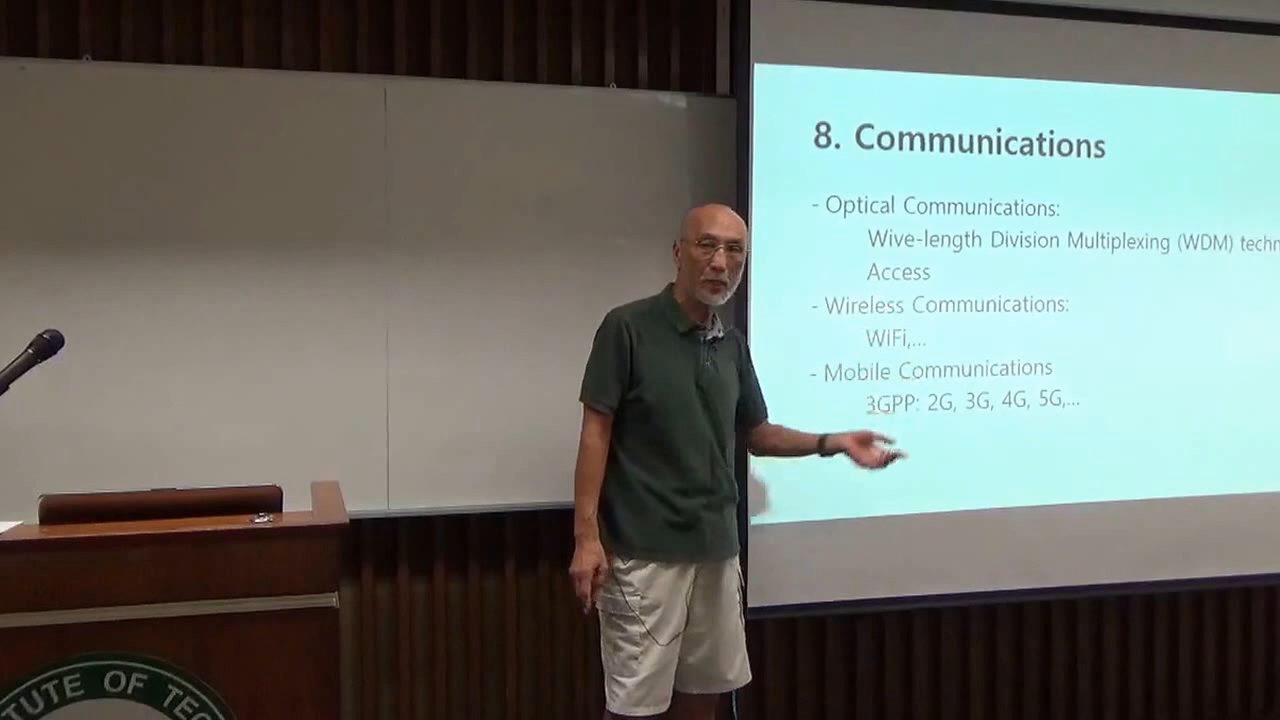 8. Communications
- Optical Communications:
Wive-length Division Multiplexing (WDM) techn
Access
- Wireless Communications:
WiFi,...
- Mobile Communications
3GPP: 2G, 3G, 4G, 5G,...
TUTE OF TEC